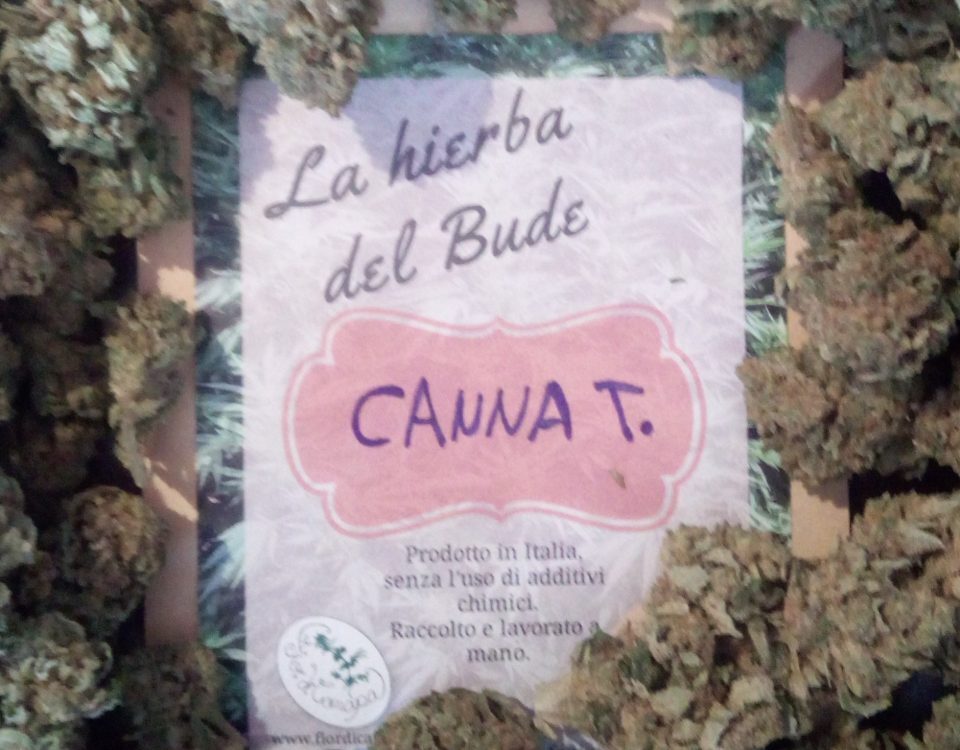 La hierba
del Bude
CANNA T.
Prodotto in Italia,
senza l'uso di additivi
chimici.
Raccolto e lavorato a
mano.